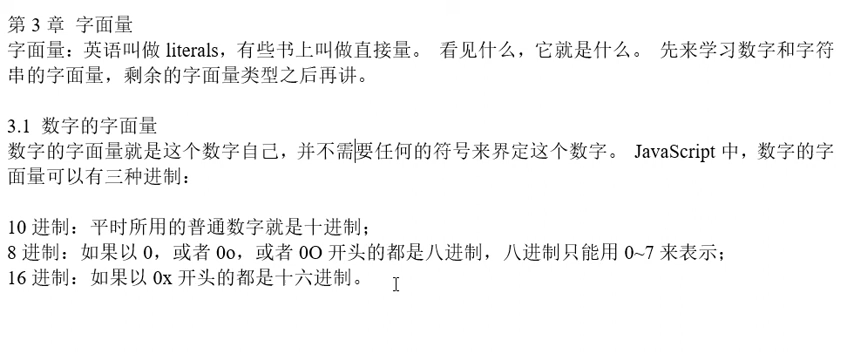 第 3 章 字面量
字面量：英语叫做 literals，有些书上叫做直接量。 看见什么，它就是什么。 先来学习数字和字符
串的字面量，剩余的字面量类型之后再讲。
3.1 数字的字面量
数字的字面量就是这个数字自己，并不需要任何的符号来界定这个数字。 JavaScript 中，数字的字
面量可以有三种进制：
10 进制：平时所用的普通数字就是十进制；
8 进制：如果以 0，或者 0o，或者 0O 开头的都是八进制，八进制只能用 0~7 来表示；
16 进制：如果以 0x 开头的都是十六进制。